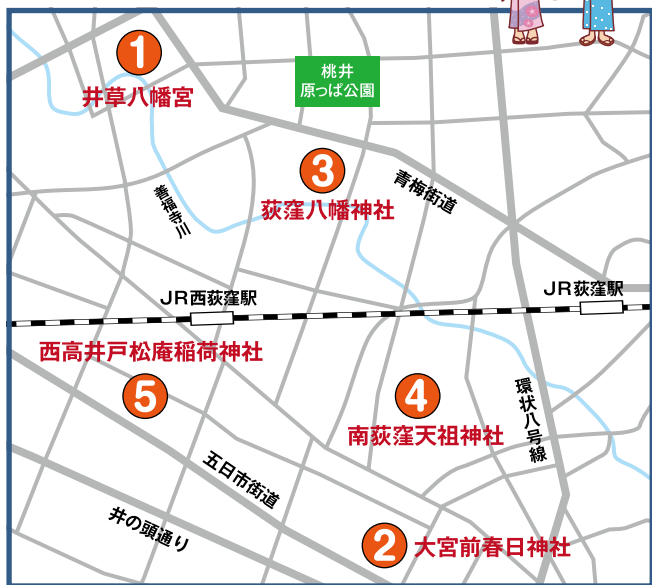 1
井草八幡宮
桃井
原っぱ公園
3
荻窪八幡神社
青梅街道
善福寺川
JR西荻窪駅
JR荻窪駅
西高井戸松庵稲荷神社
5
4
南荻窪天祖神社
環状八号線
五日市街道
井の頭通り
2
大宮前春日神社